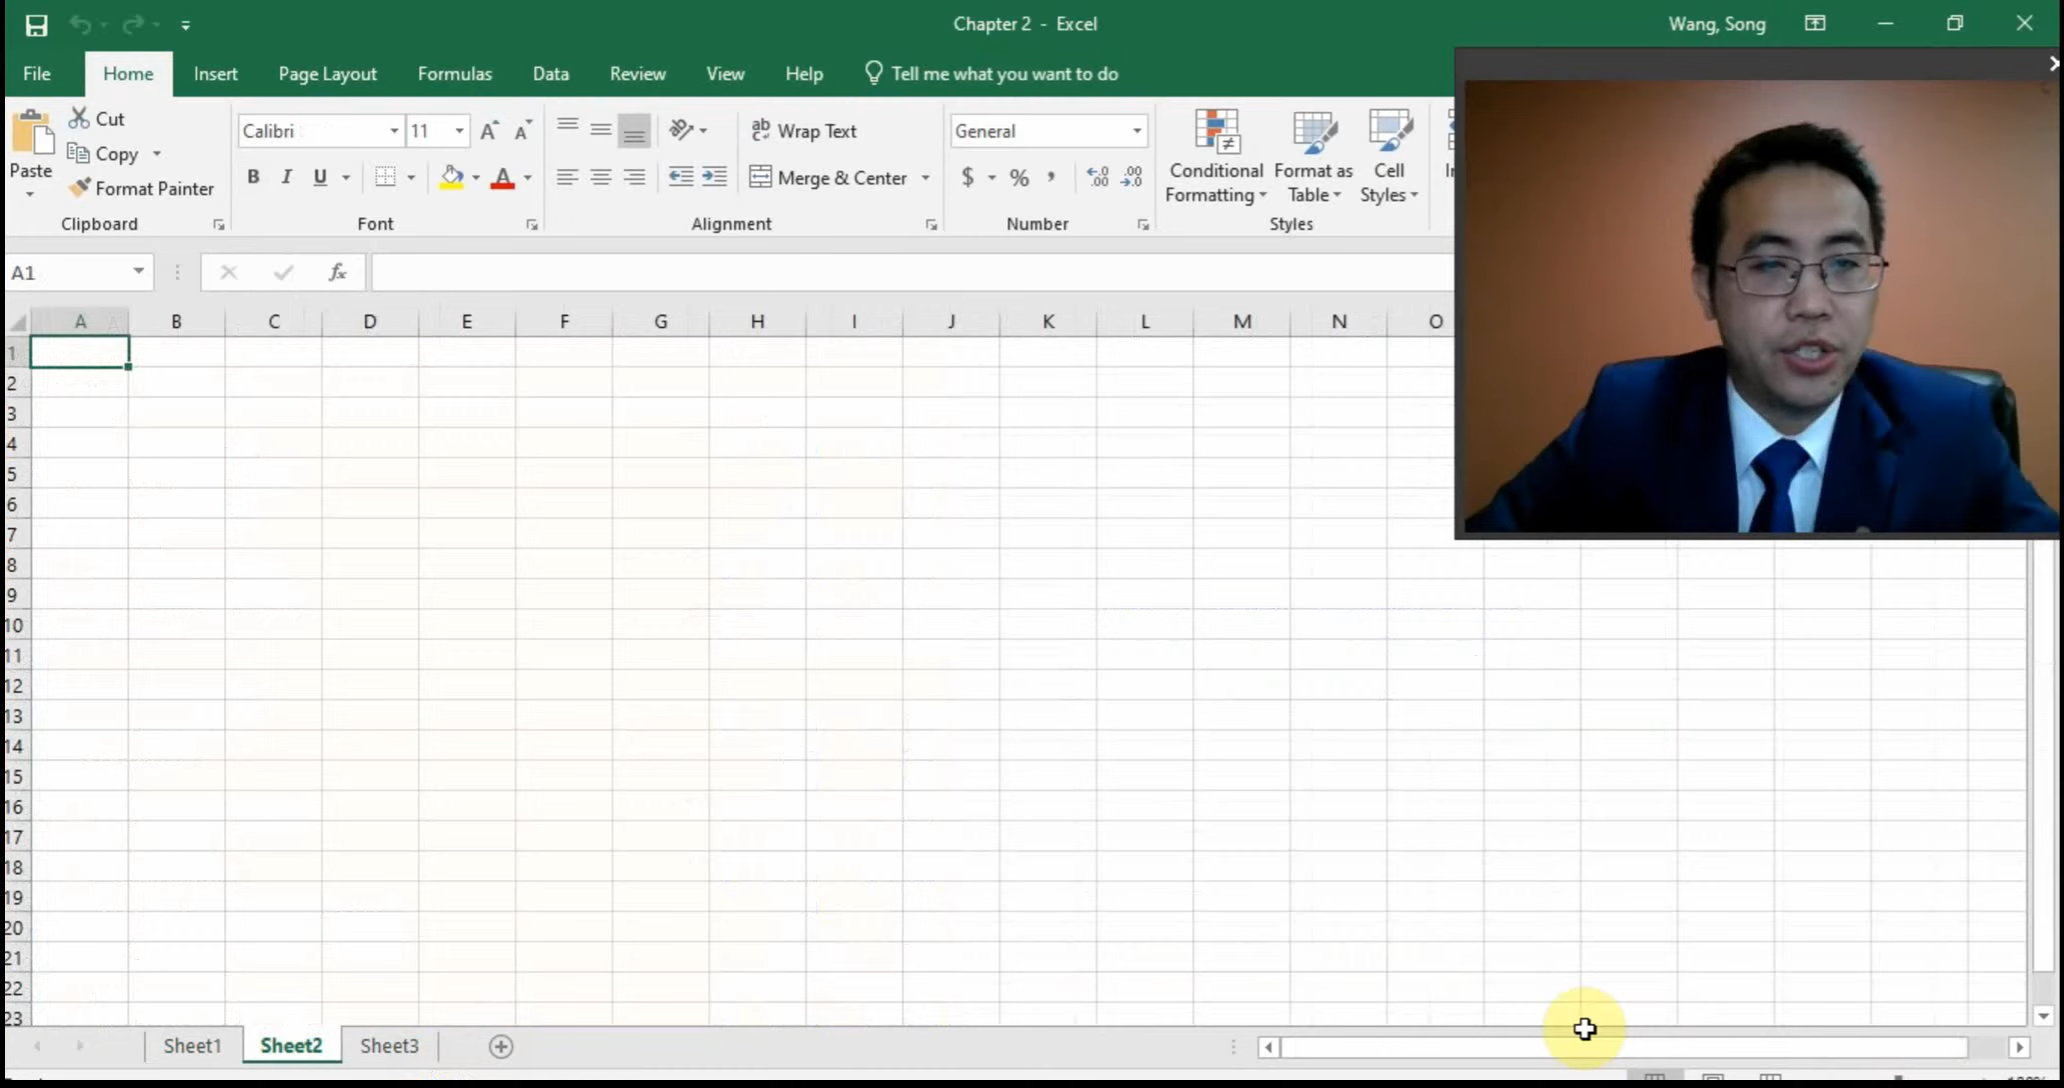 Chapter 2 - Excel
Wang, Song
File Home Insert Page Layout Formulas Data Review View Help Tell me what you want to do
Cut
Copy
Format Painter
Paste
Clipboard
Calibri 11
B I U
Font
Wrap Text
Merge & Center
Alignment
General
$ % ,
Number
Conditional Formatting
Format as Table
Cell Styles
Styles
A1
fx
A B C D E F G H I J K L M N O
1
2
3
4
5
6
7
8
9
10
11
12
13
14
15
16
17
18
19
20
21
22
23
Sheet1 Sheet2 Sheet3